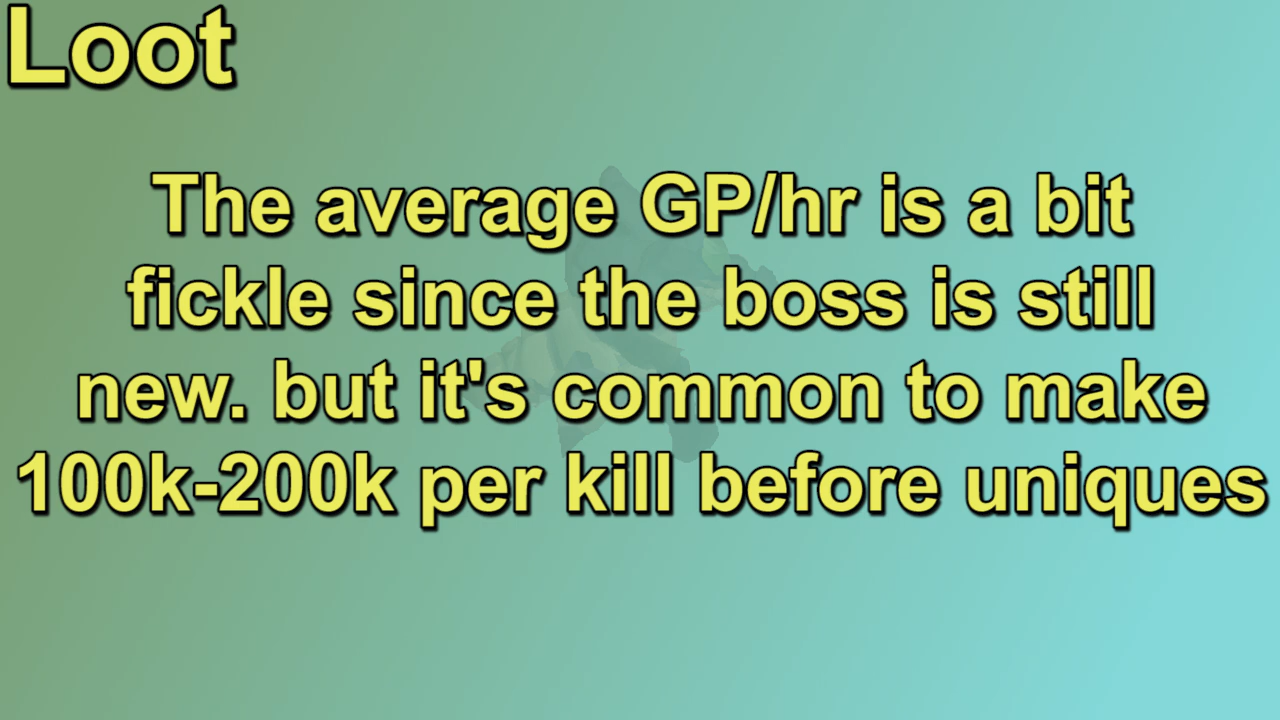 Loot
The average GP/hr is a bit
fickle since the boss is still
new. but it's common to make
100k-200k per kill before uniques